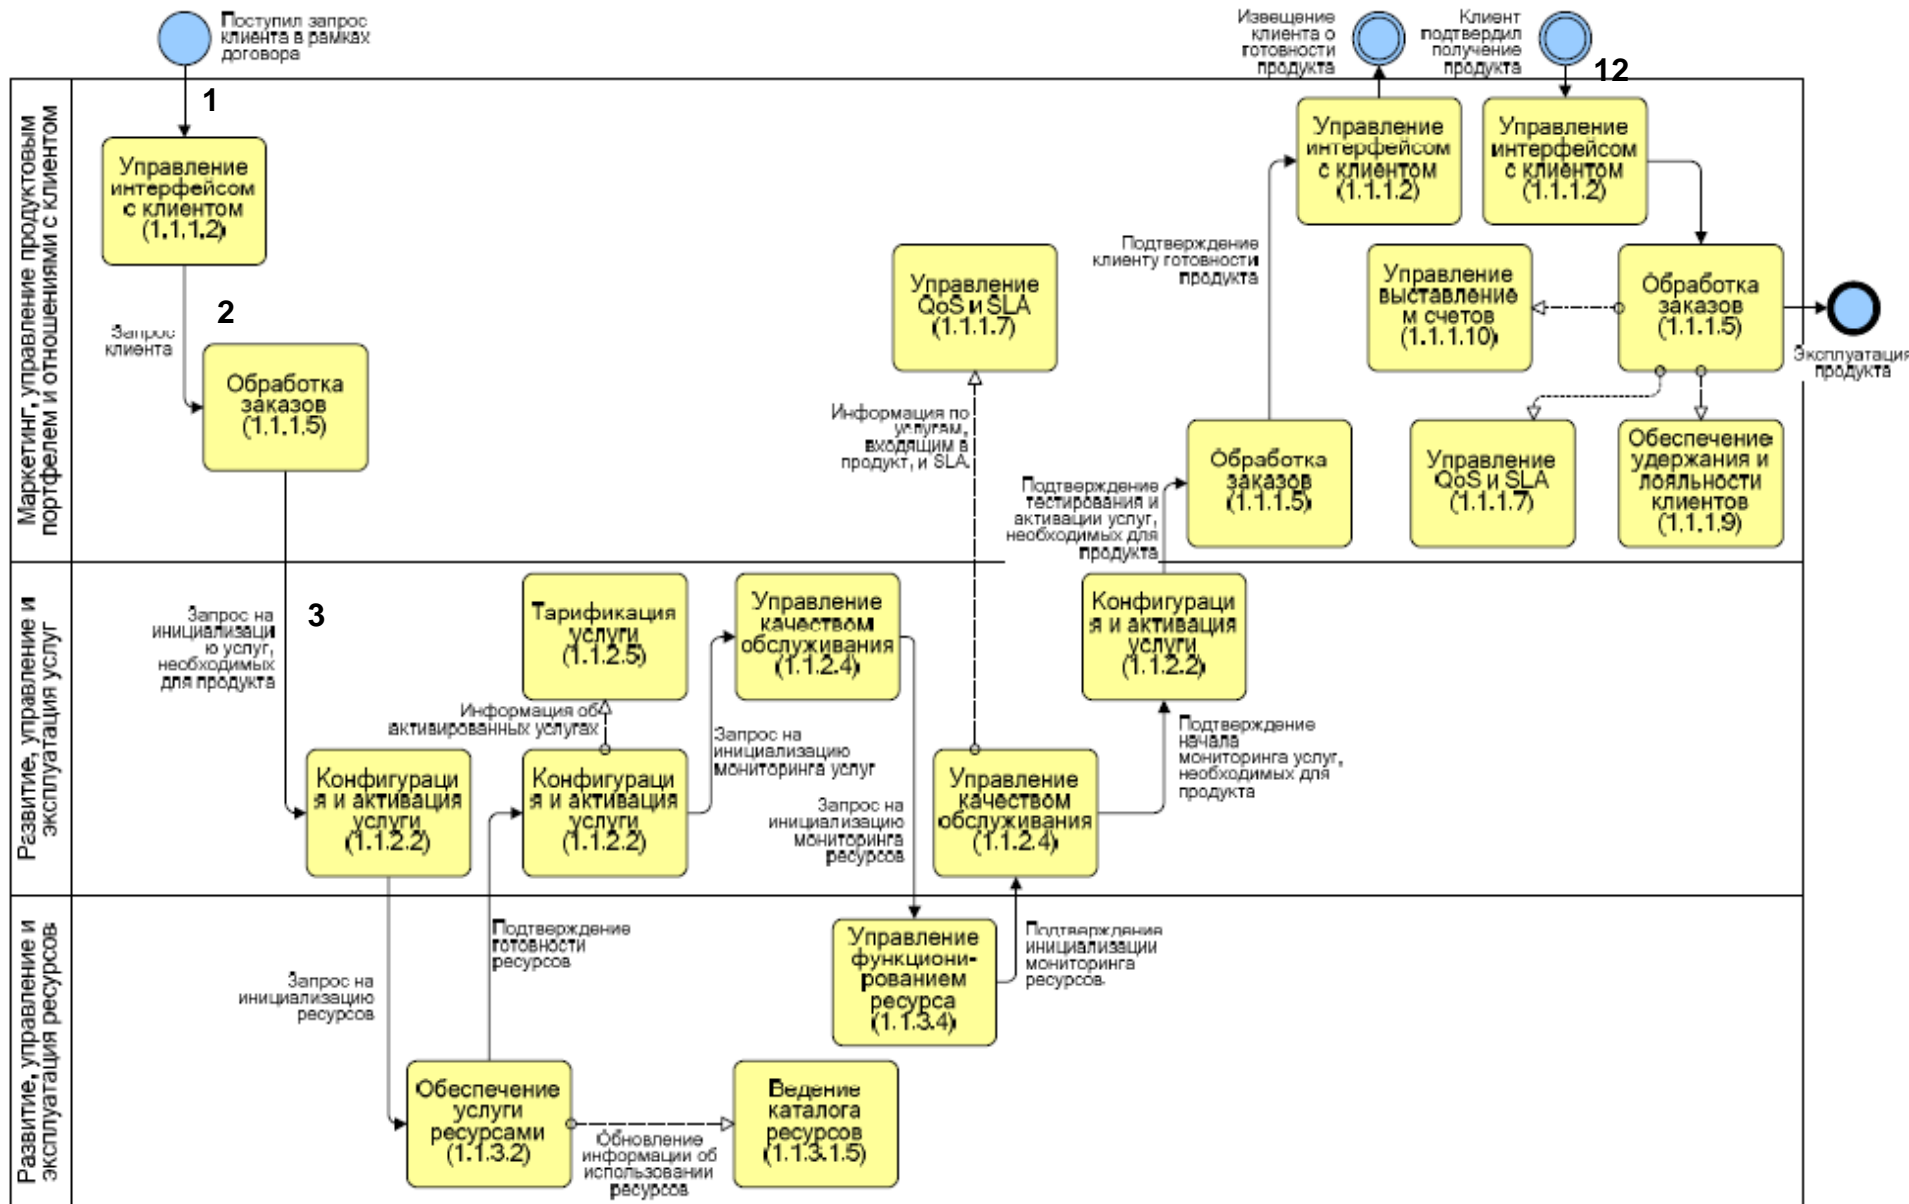 Поступил запрос
клиента в рамках
договора
Извещение
клиента о
готовности
продукта
Клиент
подтвердил
получение
продукта
12
1
Маркетинг, управление продуктовым
портфелем и отношениями с клиентом
Управление
интерфейсом
с клиентом
(1.1.1.2)
Управление
интерфейсом
с клиентом
(1.1.1.2)
Управление
интерфейсом
с клиентом
(1.1.1.2)
Запрос
клиента
2
Обработка
заказов
(1.1.1.5)
Управление
QoS и SLA
(1.1.1.7)
Подтверждение
клиенту готовности
продукта
Управление
выставление
м счетов
(1.1.1.10)
Обработка
заказов
(1.1.1.5)
Эксплуатация
продукта
Информация по
услугам,
входящим в
продукт, и SLA
Подтверждение
тестирования и
активации услуг,
необходимых для
продукта
Обработка
заказов
(1.1.1.5)
Управление
QoS и SLA
(1.1.1.7)
Обеспечение
удержания и
лояльности
клиентов
(1.1.1.9)
Развитие, управление и
эксплуатация услуг
Запрос на
инициализаци
ю услуг,
необходимых
для продукта
3
Тарификация
услуги
(1.1.2.5)
Управление
качеством
обслуживания
(1.1.2.4)
Конфигураци
я и активация
услуги
(1.1.2.2)
Информация об
активированных услугах
Запрос на
инициализацию
мониторинга услуг
Подтверждение
начала
мониторинга услуг,
необходимых для
продукта
Конфигураци
я и активация
услуги
(1.1.2.2)
Конфигураци
я и активация
услуги
(1.1.2.2)
Запрос на
инициализацию
мониторинга
ресурсов
Управление
качеством
обслуживания
(1.1.2.4)
Развитие, управление и
эксплуатация ресурсов
Запрос на
инициализацию
ресурсов
Подтверждение
готовности
ресурсов
Управление
функциони-
рованием
ресурса
(1.1.3.4)
Подтверждение
инициализации
мониторинга
ресурсов
Обеспечение
услуги
ресурсами
(1.1.3.2)
Обновление
информации об
использовании
ресурсов
Ведение
каталога
ресурсов
(1.1.3.1.5)